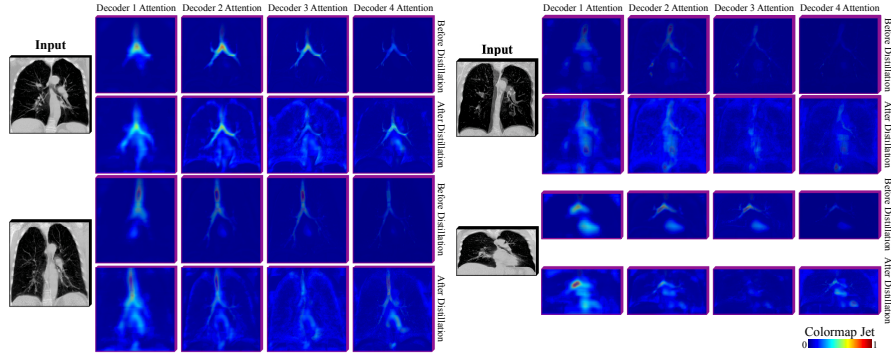 Decoder 1 Attention Decoder 2 Attention Decoder 3 Attention Decoder 4 Attention
Input
Before Distillation
After Distillation
Before Distillation
After Distillation
Decoder 1 Attention Decoder 2 Attention Decoder 3 Attention Decoder 4 Attention
Input
Before Distillation
After Distillation
Before Distillation
After Distillation
Colormap Jet
0 1